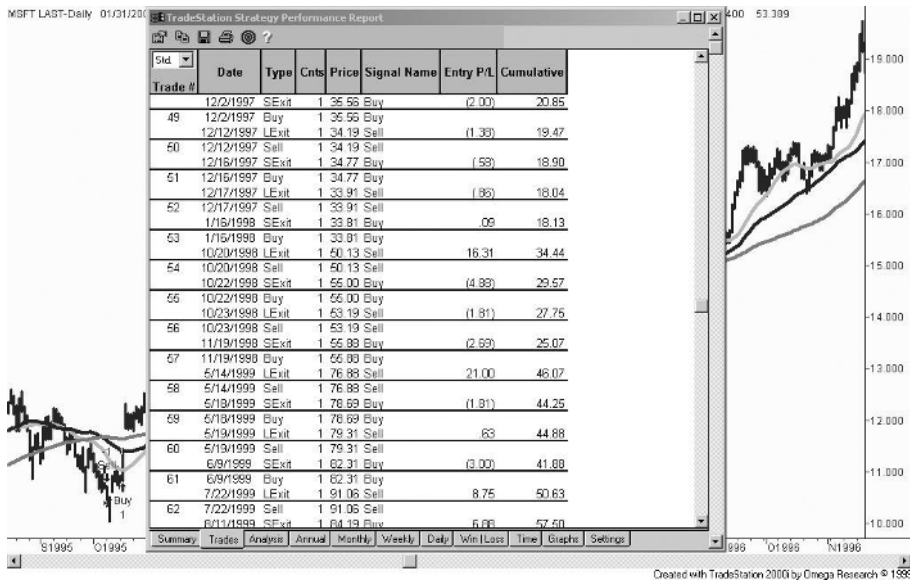 MSFT LAST-Daily 01/31/200
400 53.389
TradeStation Strategy Performance Report
Std.
Trade # Date Type Cnts Price Signal Name Entry P/L Cumulative
12/2/1997 SExit 1 35.56 Buy (2.00) 20.85
49 12/2/1997 Buy 1 35.56 Buy
12/12/1997 LExit 1 34.19 Sell (1.38) 19.47
50 12/12/1997 Sell 1 34.19 Sell
12/16/1997 SExit 1 34.77 Buy (.58) 18.90
51 12/16/1997 Buy 1 34.77 Buy
12/17/1997 LExit 1 33.91 Sell (.86) 18.04
52 12/17/1997 Sell 1 33.91 Sell
1/16/1998 SExit 1 33.81 Buy .09 18.13
53 1/16/1998 Buy 1 33.81 Buy
10/20/1998 LExit 1 50.13 Sell 16.31 34.44
54 10/20/1998 Sell 1 50.13 Sell
10/22/1998 SExit 1 55.00 Buy (4.88) 29.57
55 10/22/1998 Buy 1 55.00 Buy
10/23/1998 LExit 1 53.19 Sell (1.81) 27.75
56 10/23/1998 Sell 1 53.19 Sell
11/19/1998 SExit 1 55.88 Buy (2.69) 25.07
57 11/19/1998 Buy 1 55.88 Buy
5/14/1999 LExit 1 76.88 Sell 21.00 46.07
58 5/14/1999 Sell 1 76.88 Sell
5/18/1999 SExit 1 78.69 Buy (1.81) 44.25
59 5/18/1999 Buy 1 78.69 Buy
5/19/1999 LExit 1 79.31 Sell .63 44.88
60 5/19/1999 Sell 1 79.31 Sell
6/9/1999 SExit 1 82.31 Buy (3.00) 41.88
61 6/9/1999 Buy 1 82.31 Buy
7/22/1999 LExit 1 91.06 Sell 8.75 50.63
62 7/22/1999 Sell 1 91.06 Sell
8/11/1999 SExit 1 84.19 Buy 6.88 57.50
Summary Trades Analysis Annual Monthly Weekly Daily Win | Loss Time Graphs Settings
19.000
18.000
17.000
16.000
15.000
14.000
13.000
12.000
11.000
10.000
Buy
1
S1995 O1995 996 O1996 N1996
Created with TradeStation 2000i by Omega Research © 1999